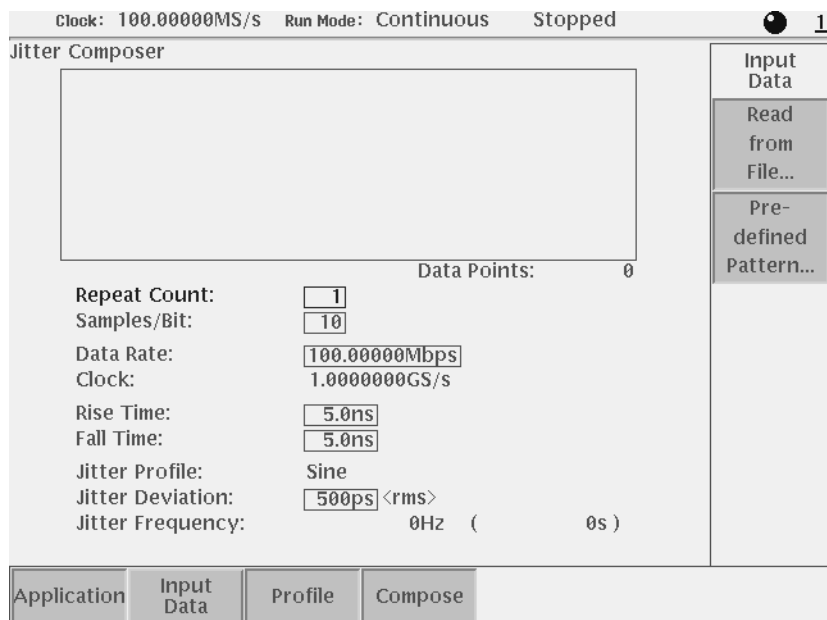 Clock: 100.00000MS/s Run Mode: Continuous Stopped 1
Jitter Composer
Input
Data
Read
from
File...
Pre-
defined
Pattern...
Data Points: 0
Repeat Count: 1
Samples/Bit: 10
Data Rate: 100.00000Mbps
Clock: 1.0000000GS/s
Rise Time: 5.0ns
Fall Time: 5.0ns
Jitter Profile: Sine
Jitter Deviation: 500ps <rms>
Jitter Frequency: 0Hz ( 0s )
Application
Input
Data
Profile
Compose